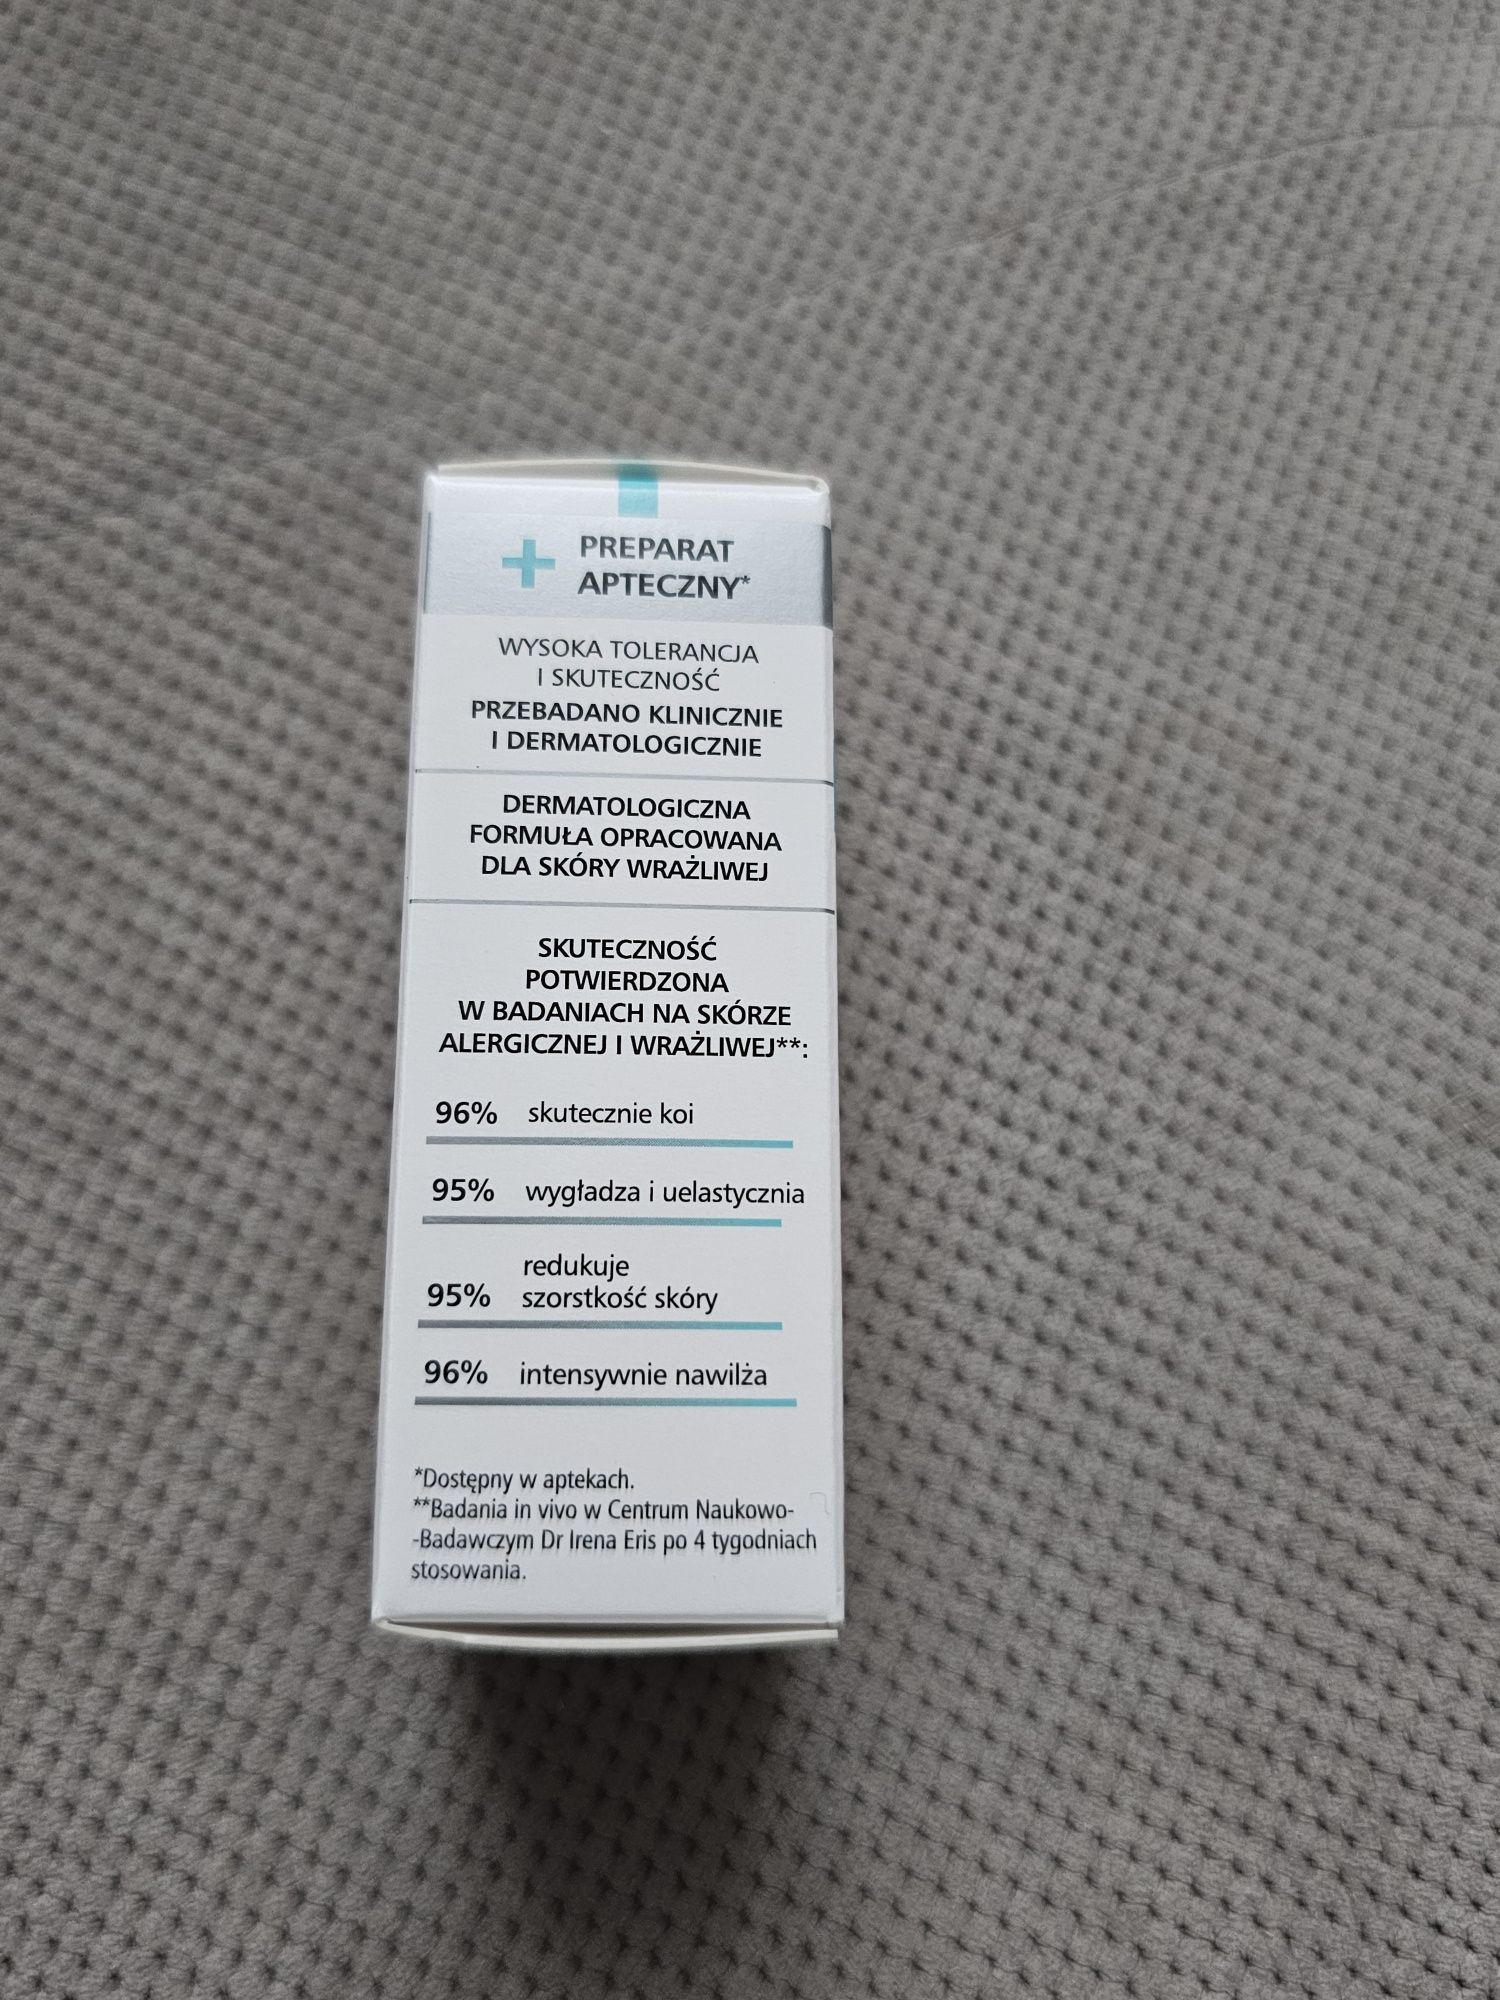 PREPARAT
APTECZNY*
WYSOKA TOLERANCJA
I SKUTECZNOŚĆ
PRZEBADANO KLINICZNIE
I DERMATOLOGICZNIE
DERMATOLOGICZNA
FORMUŁA OPRACOWANA
DLA SKÓRY WRAŻLIWEJ
SKUTECZNOŚĆ
POTWIERDZONA
W BADANIACH NA SKÓRZE
ALERGICZNEJ I WRAŻLIWEJ**:
96% skutecznie koi
95% wygładza i uelastycznia
redukuje
95% szorstkość skóry
96% intensywnie nawilża
*Dostępny w aptekach.
**Badania in vivo w Centrum Naukowo-
-Badawczym Dr Irena Eris po 4 tygodniach
stosowania.